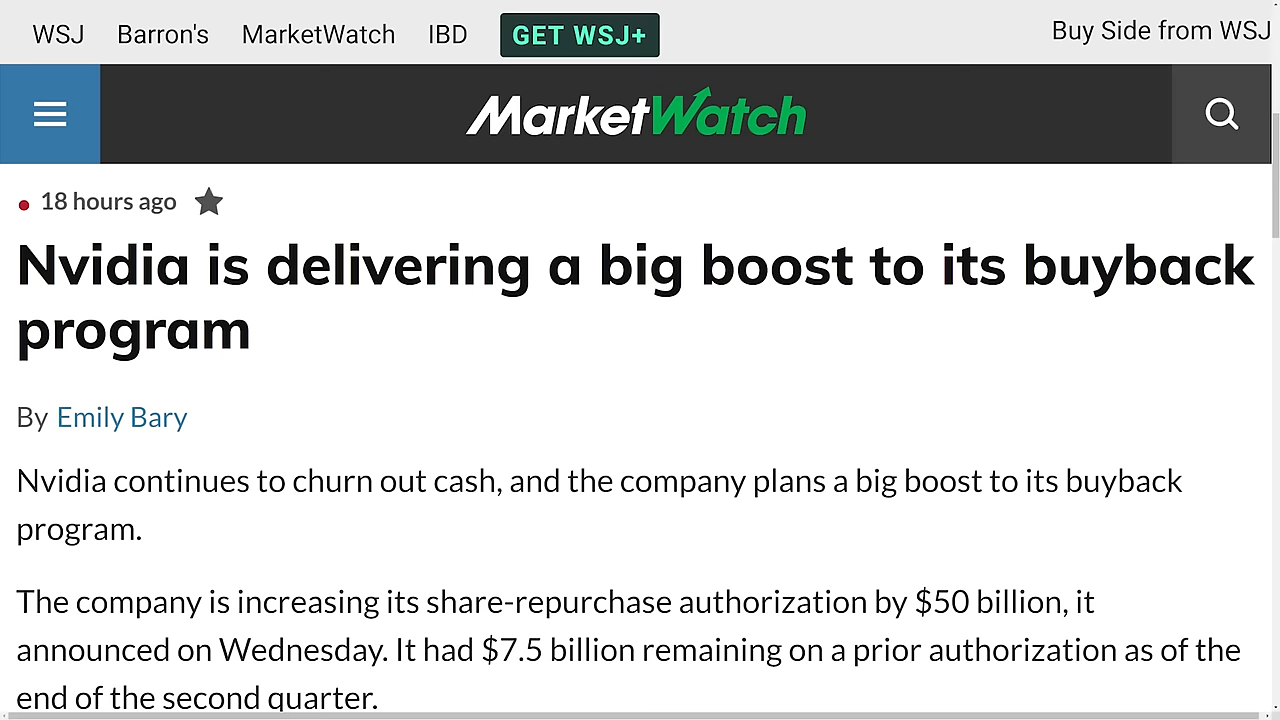 WSJ Barron's MarketWatch IBD GET WSJ+ Buy Side from WSJ
MarketWatch
18 hours ago
Nvidia is delivering a big boost to its buyback
program
By Emily Bary
Nvidia continues to churn out cash, and the company plans a big boost to its buyback
program.
The company is increasing its share-repurchase authorization by $50 billion, it
announced on Wednesday. It had $7.5 billion remaining on a prior authorization as of the
end of the second quarter.